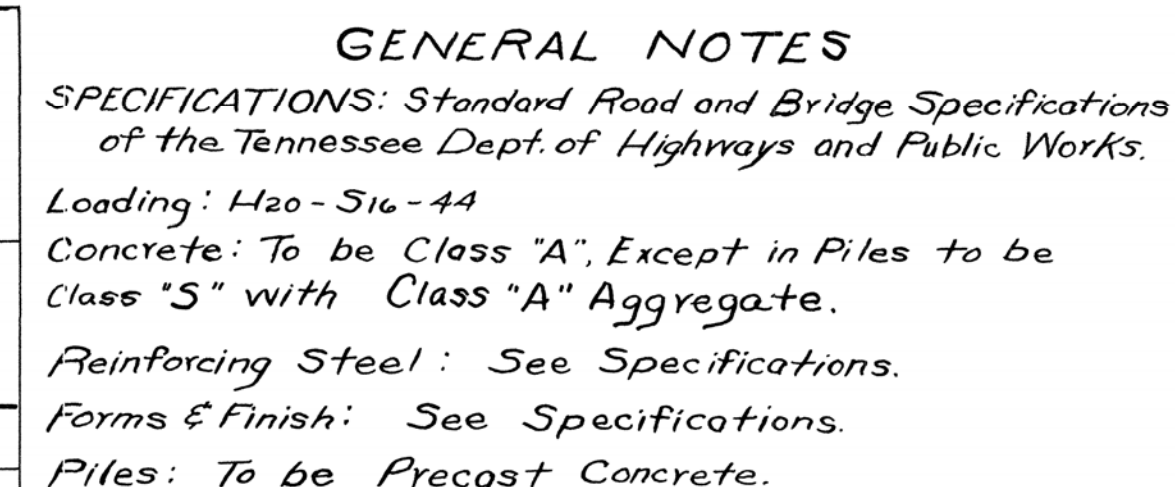 GENERAL NOTES
SPECIFICATIONS: Standard Road and Bridge Specifications
of the Tennessee Dept. of Highways and Public Works.
Loading: H20-S16-44
Concrete: To be Class "A", Except in Piles to be
Class "S" with Class "A" Aggregate.
Reinforcing Steel: See Specifications.
Forms & Finish: See Specifications.
Piles: To be Precast Concrete.